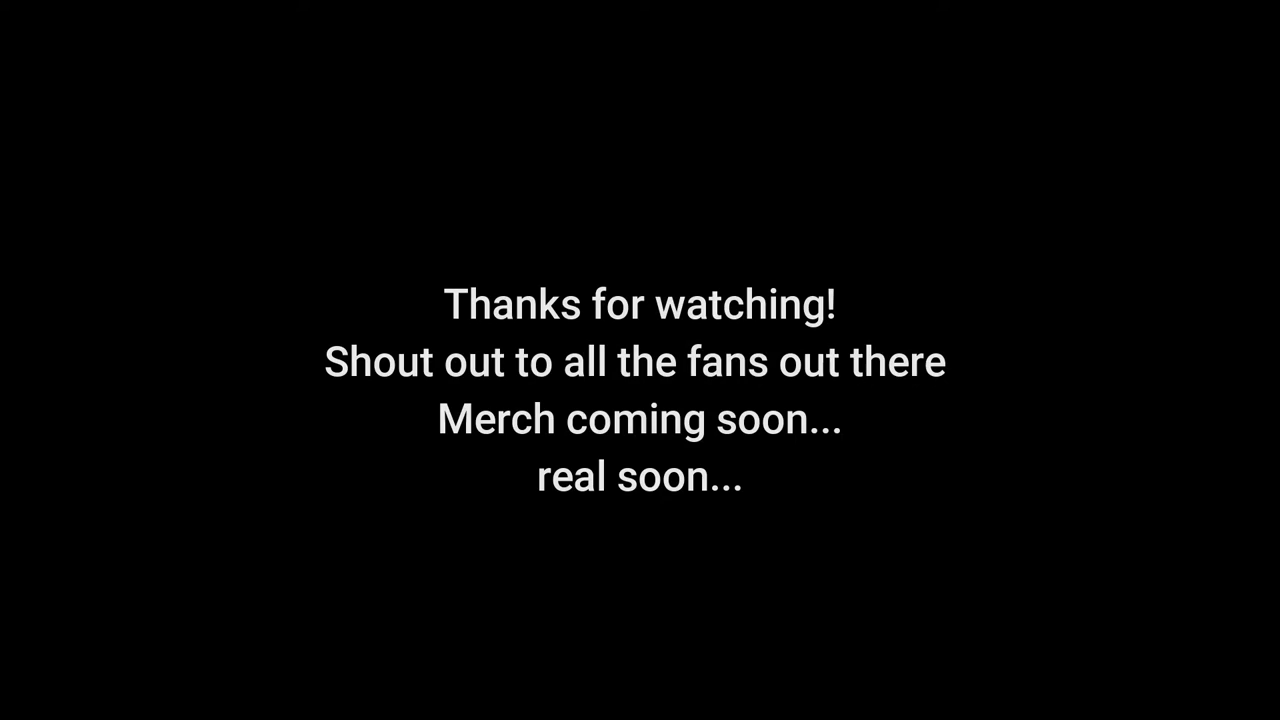 Thanks for watching!
Shout out to all the fans out there
Merch coming soon...
real soon...